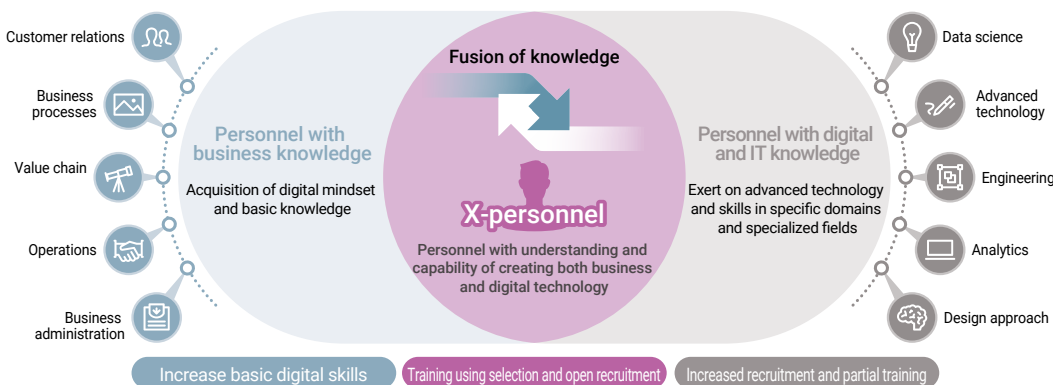 Customer relations
Business
processes
Value chain
Operations
Business
administration
Personnel with
business knowledge
Acquisition of digital mindset
and basic knowledge
Fusion of knowledge
X-personnel
Personnel with understanding and
capability of creating both business
and digital technology
Personnel with digital
and IT knowledge
Exert on advanced technology
and skills in specific domains
and specialized fields
Data science
Advanced
technology
Engineering
Analytics
Design approach
Increase basic digital skills
Training using selection and open recruitment
Increased recruitment and partial training